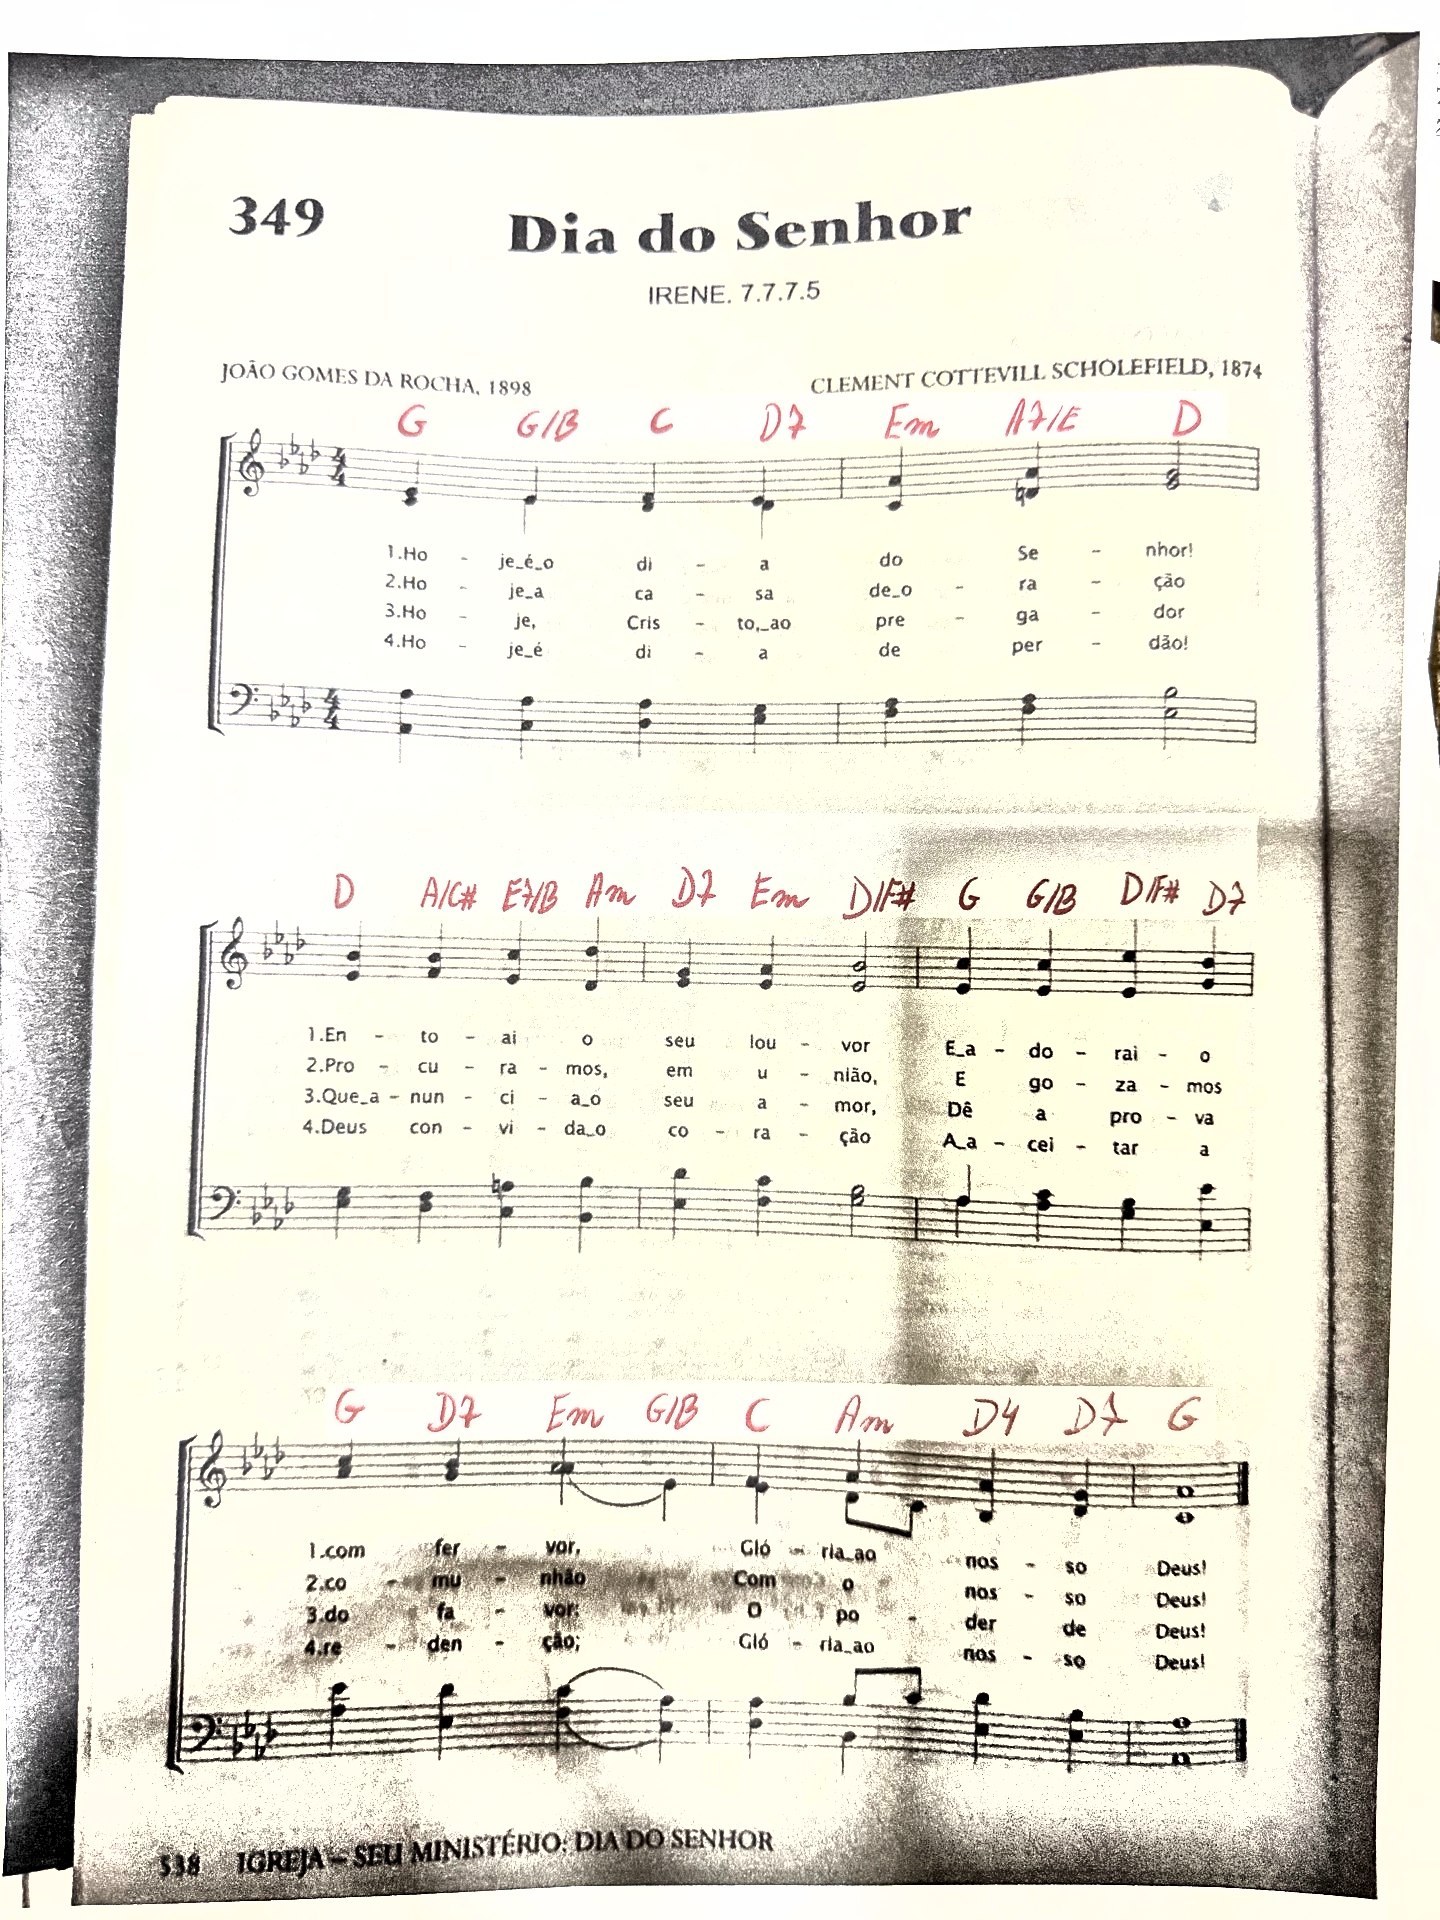 349
Dia do Senhor
IRENE. 7.7.7.5
JOÃO GOMES DA ROCHA, 1898
CLEMENT COTTEVILL SCHOLEFIELD, 1874
G G/B C D7 Em A7/E D
1.Ho - je_é_o di - a do Se - nhor!
2.Ho - je_a ca - sa de_o - ra - ção
3.Ho - je, Cris - to,_ao pre - ga - dor
4.Ho - je_é di - a de per - dão!
D A/C# E7/B Am D7 Em D/F# G G/B D/F# D7
1.En - to - ai o seu lou - vor E_a - do - rai - o
2.Pro - cu - ra - mos, em u - nião, E go - za - mos
3.Que_a - nun - ci - a_o seu a - mor, Dê a pro - va
4.Deus con - vi - da_o co - ra - ção A_a - cei - tar a
G D7 Em G/B C Am D4 D7 G
1.com fer - vor, Gló - ria_ao nos - so Deus!
2.co - mu - nhão Com o nos - so Deus!
3.do fa - vor: O po - der de Deus!
4.re - den - ção; Gló - ria_ao nos - so Deus!
538 IGREJA – SEU MINISTÉRIO: DIA DO SENHOR